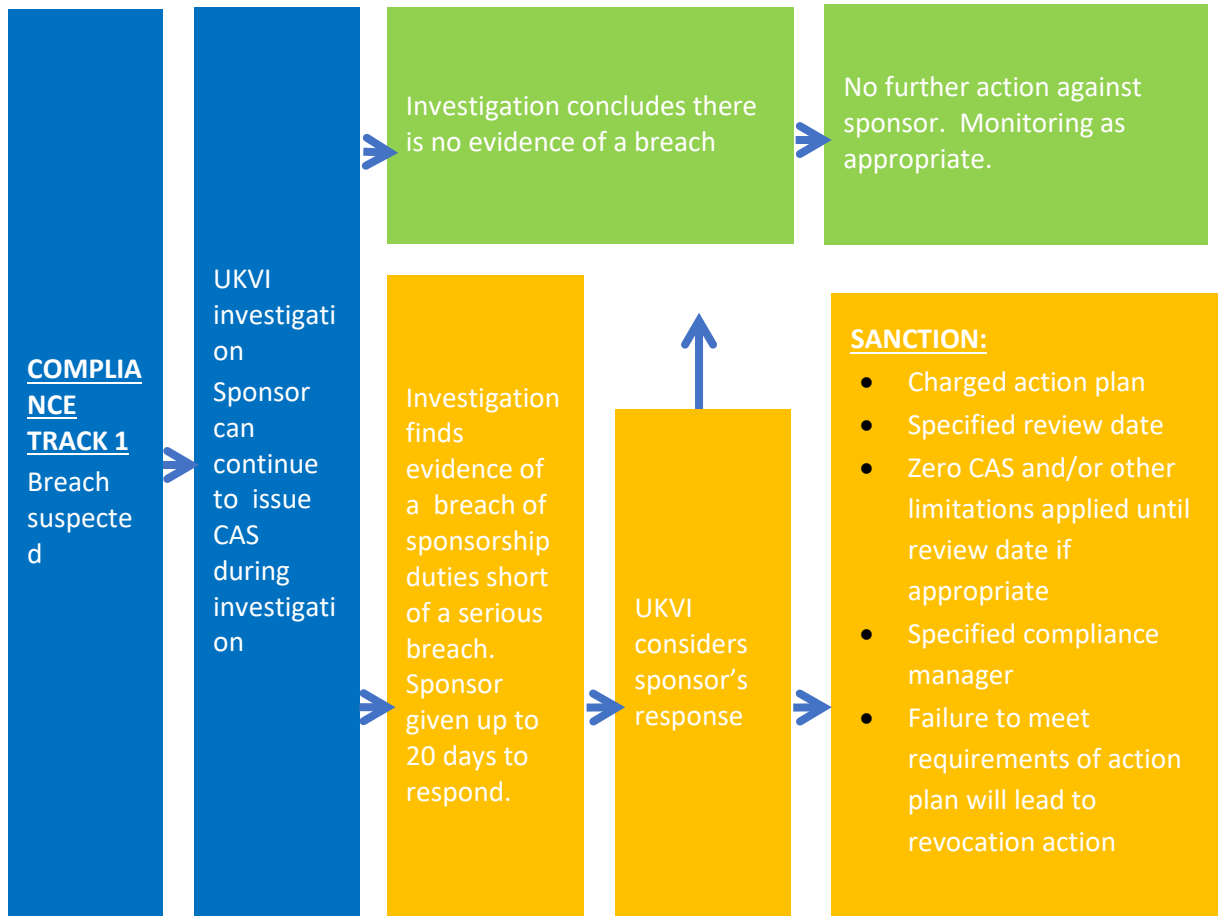 COMPLIA
NCE
TRACK 1
Breach
suspecte
d
UKVI
investigati
on
Sponsor
can
continue
to issue
CAS
during
investigati
on
Investigation concludes there
is no evidence of a breach
No further action against
sponsor. Monitoring as
appropriate.
Investigation
finds
evidence of
a breach of
sponsorship
duties short
of a serious
breach.
Sponsor
given up to
20 days to
respond.
UKVI
considers
sponsor’s
response
SANCTION:
• Charged action plan
• Specified review date
• Zero CAS and/or other
limitations applied until
review date if
appropriate
• Specified compliance
manager
• Failure to meet
requirements of action
plan will lead to
revocation action